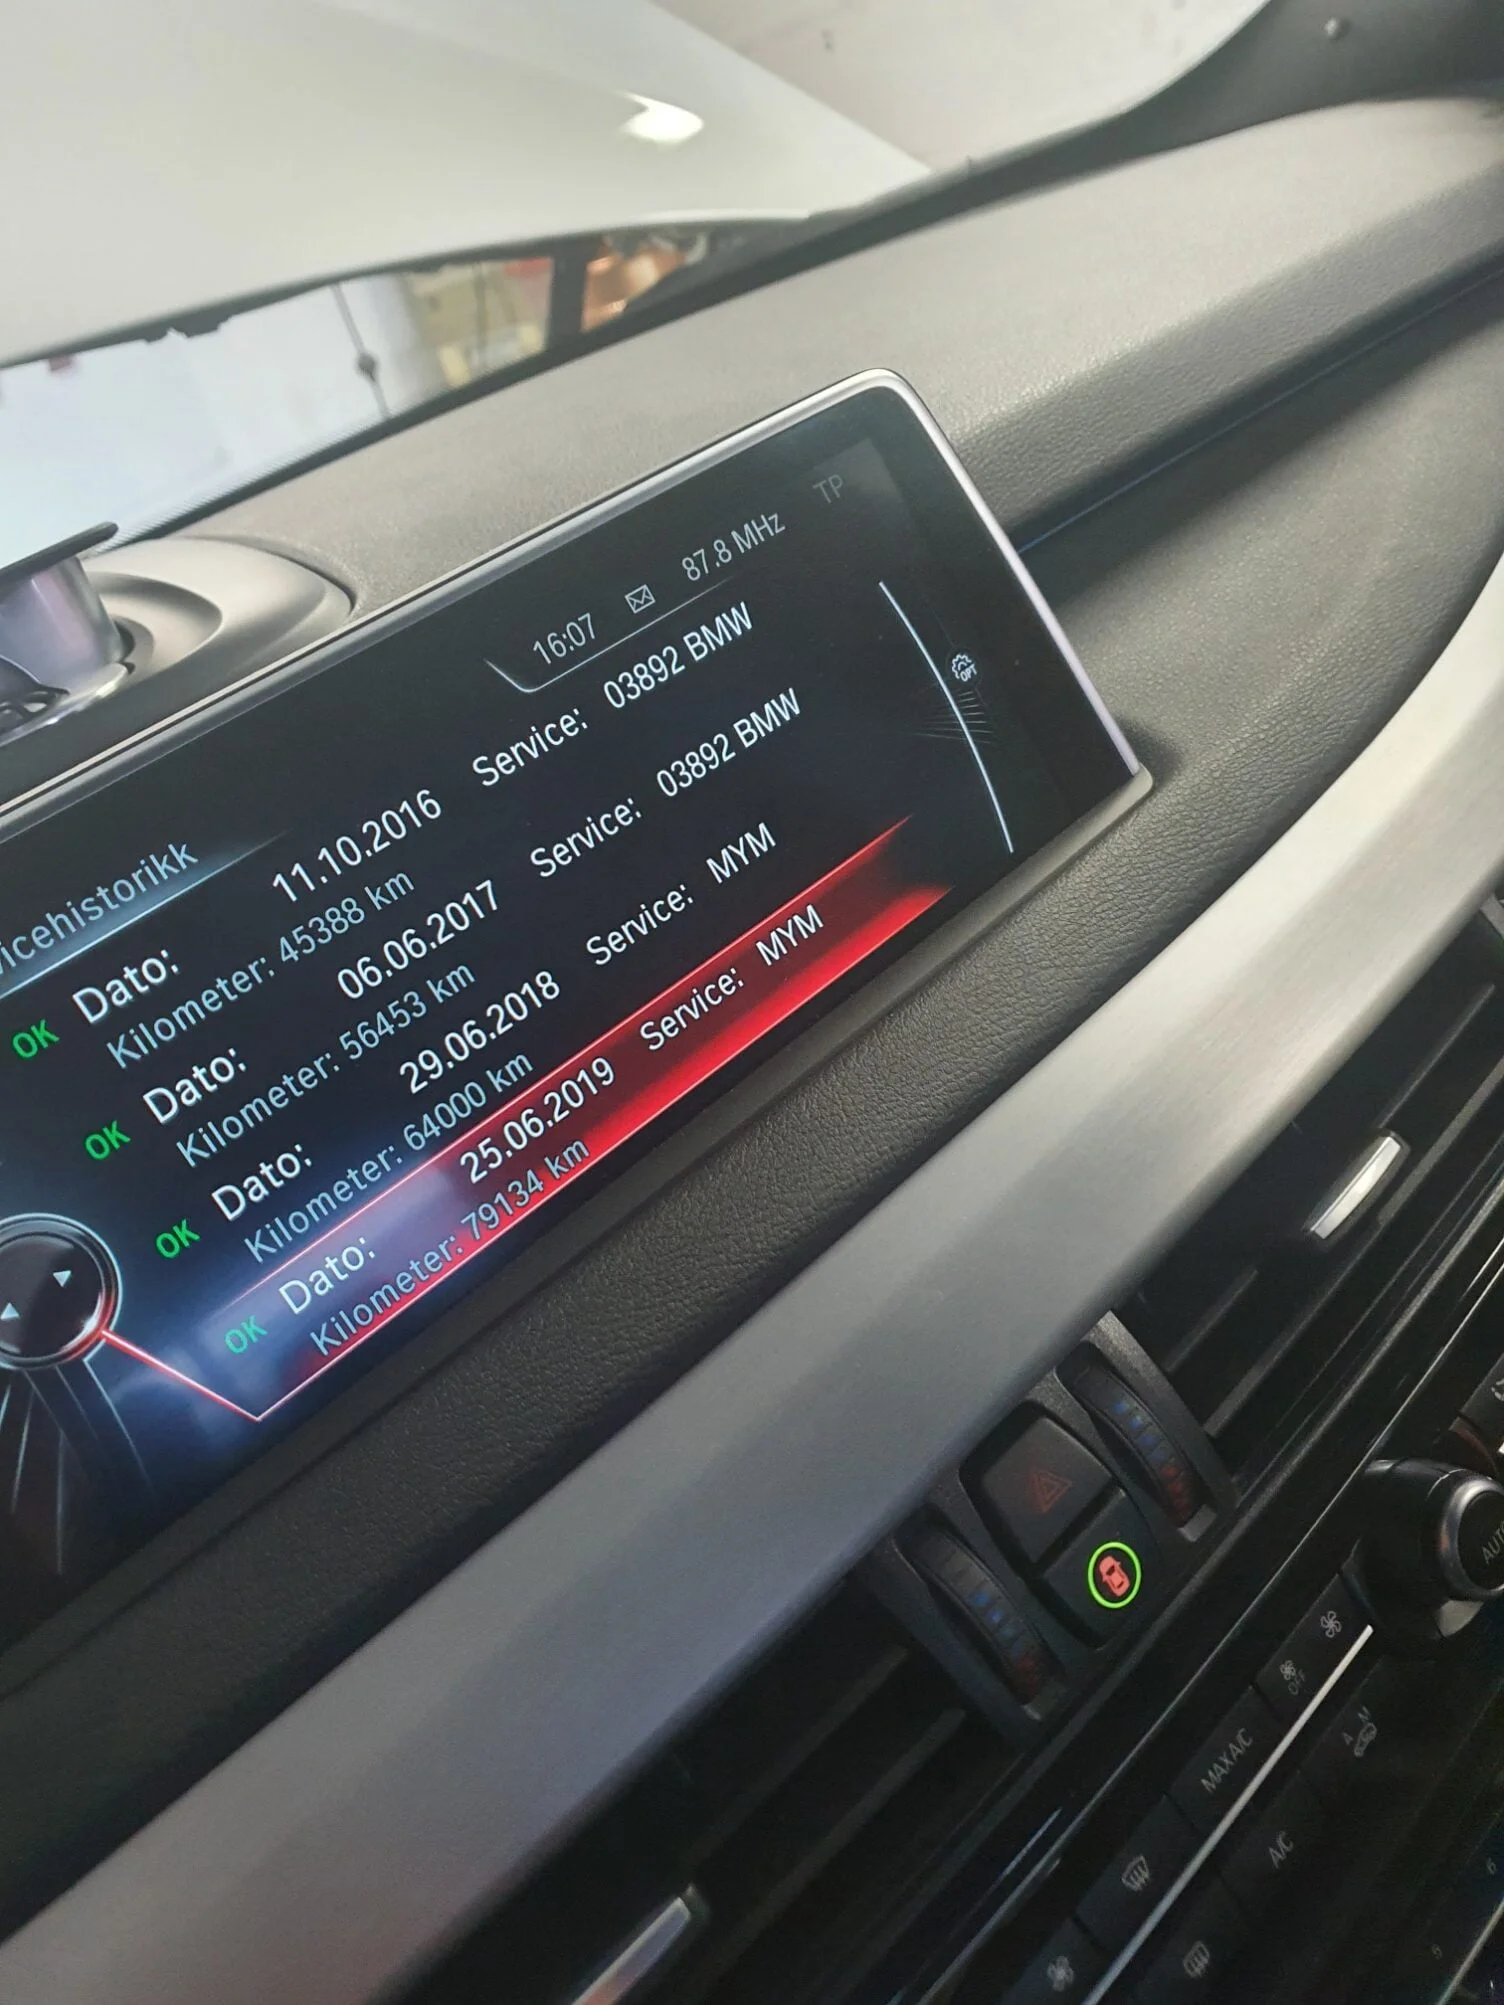 16:07 87.8 MHz TP
icehistorikk
OK Dato: 11.10.2016 Service: 03892 BMW
Kilometer: 45388 km
OK Dato: 06.06.2017 Service: 03892 BMW
Kilometer: 56453 km
OK Dato: 29.06.2018 Service: MYM
Kilometer: 64000 km
OK Dato: 25.06.2019 Service: MYM
Kilometer: 79134 km
OPT
AUTO
OFF
MAX A/C
A M
A/C